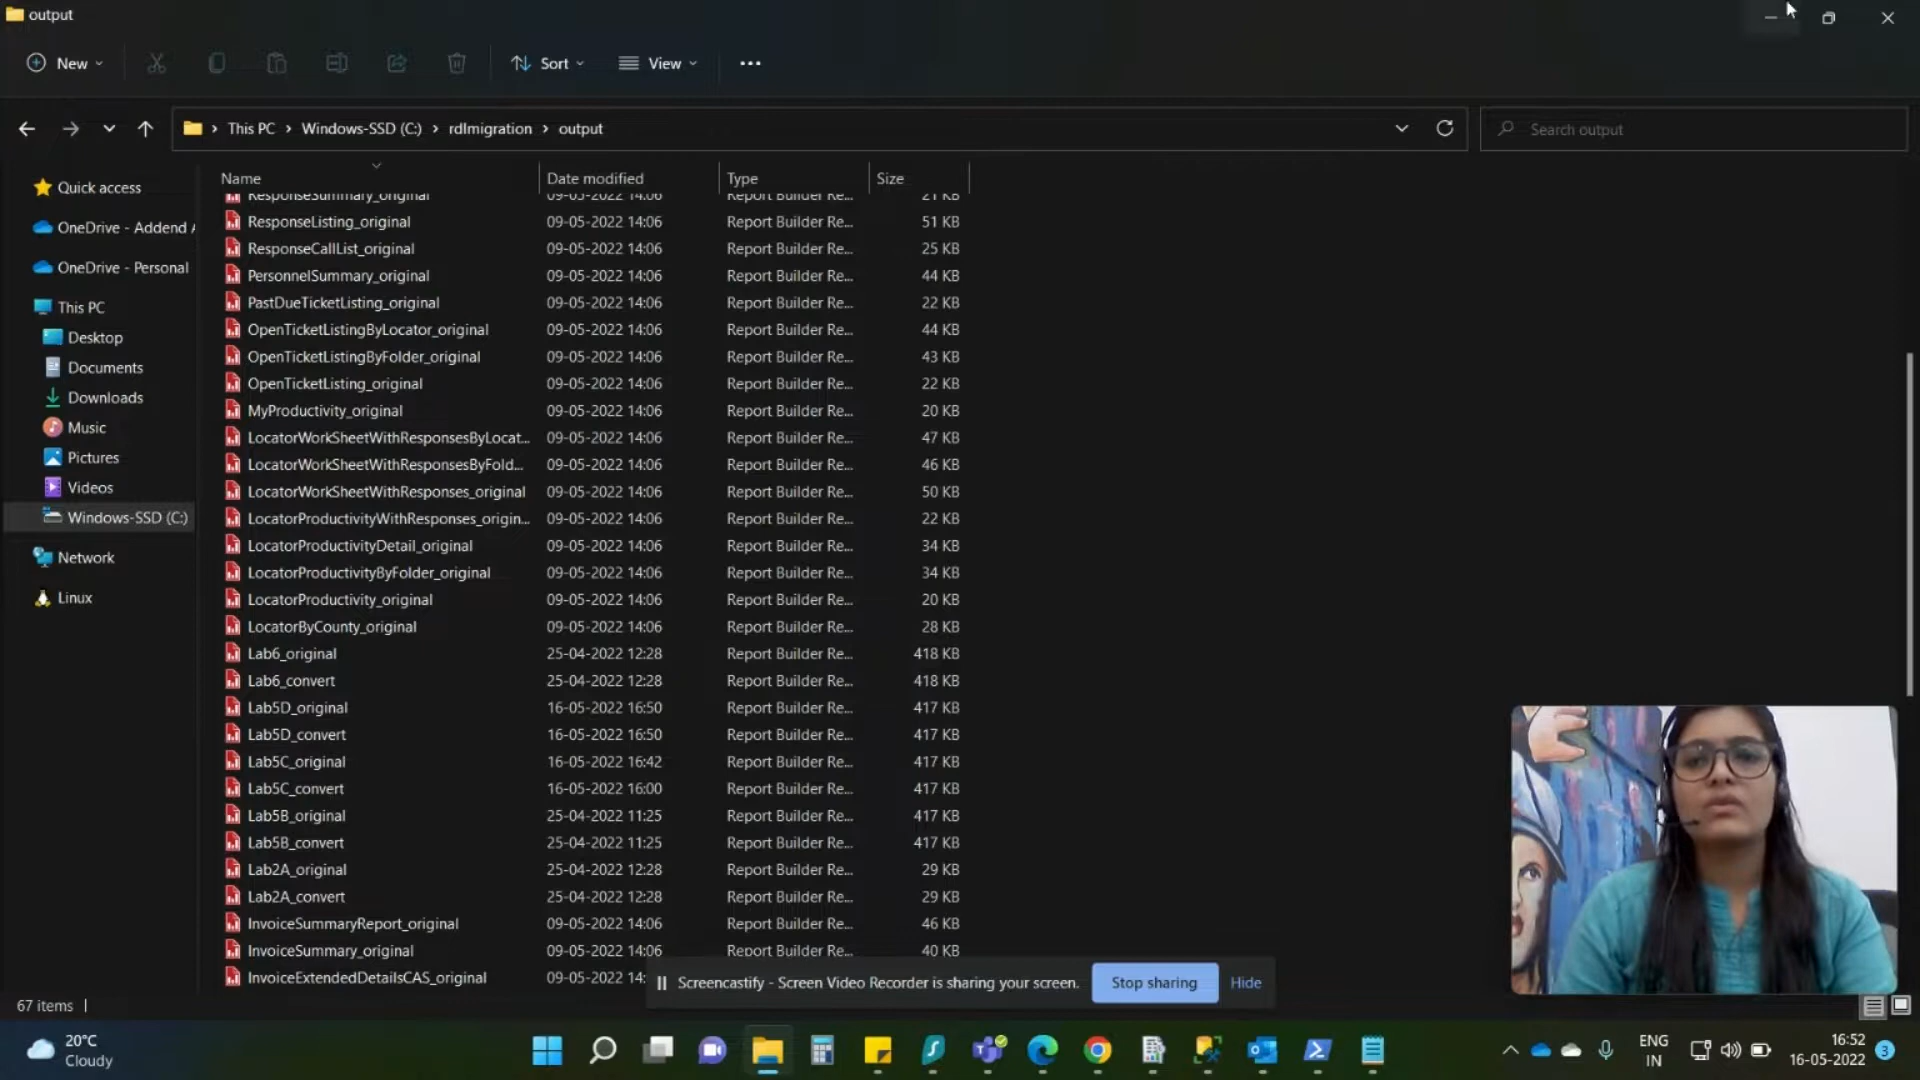 output
New
Sort
View
This PC > Windows-SSD (C:) > rdlmigration > output
Search output
Name Date modified Type Size
Quick access
OneDrive - Addend A
OneDrive - Personal
This PC
Desktop
Documents
Downloads
Music
Pictures
Videos
Windows-SSD (C:)
Network
Linux
ResponseSummary_original 09-05-2022 14:06 Report Builder Re... 21 KB
ResponseListing_original 09-05-2022 14:06 Report Builder Re... 51 KB
ResponseCallList_original 09-05-2022 14:06 Report Builder Re... 25 KB
PersonnelSummary_original 09-05-2022 14:06 Report Builder Re... 44 KB
PastDueTicketListing_original 09-05-2022 14:06 Report Builder Re... 22 KB
OpenTicketListingByLocator_original 09-05-2022 14:06 Report Builder Re... 44 KB
OpenTicketListingByFolder_original 09-05-2022 14:06 Report Builder Re... 43 KB
OpenTicketListing_original 09-05-2022 14:06 Report Builder Re... 22 KB
MyProductivity_original 09-05-2022 14:06 Report Builder Re... 20 KB
LocatorWorkSheetWithResponsesByLocat... 09-05-2022 14:06 Report Builder Re... 47 KB
LocatorWorkSheetWithResponsesByFold... 09-05-2022 14:06 Report Builder Re... 46 KB
LocatorWorkSheetWithResponses_original 09-05-2022 14:06 Report Builder Re... 50 KB
LocatorProductivityWithResponses_origin... 09-05-2022 14:06 Report Builder Re... 22 KB
LocatorProductivityDetail_original 09-05-2022 14:06 Report Builder Re... 34 KB
LocatorProductivityByFolder_original 09-05-2022 14:06 Report Builder Re... 34 KB
LocatorProductivity_original 09-05-2022 14:06 Report Builder Re... 20 KB
LocatorByCounty_original 09-05-2022 14:06 Report Builder Re... 28 KB
Lab6_original 25-04-2022 12:28 Report Builder Re... 418 KB
Lab6_convert 25-04-2022 12:28 Report Builder Re... 418 KB
Lab5D_original 16-05-2022 16:50 Report Builder Re... 417 KB
Lab5D_convert 16-05-2022 16:50 Report Builder Re... 417 KB
Lab5C_original 16-05-2022 16:42 Report Builder Re... 417 KB
Lab5C_convert 16-05-2022 16:00 Report Builder Re... 417 KB
Lab5B_original 25-04-2022 11:25 Report Builder Re... 417 KB
Lab5B_convert 25-04-2022 11:25 Report Builder Re... 417 KB
Lab2A_original 25-04-2022 12:28 Report Builder Re... 29 KB
Lab2A_convert 25-04-2022 12:28 Report Builder Re... 29 KB
InvoiceSummaryReport_original 09-05-2022 14:06 Report Builder Re... 46 KB
InvoiceSummary_original 09-05-2022 14:06 Report Builder Re... 40 KB
InvoiceExtendedDetailsCAS_original 09-05-2022 14:
Screencastify - Screen Video Recorder is sharing your screen. Stop sharing Hide
67 items
20°C
Cloudy
ENG
IN
16:52
16-05-2022
3